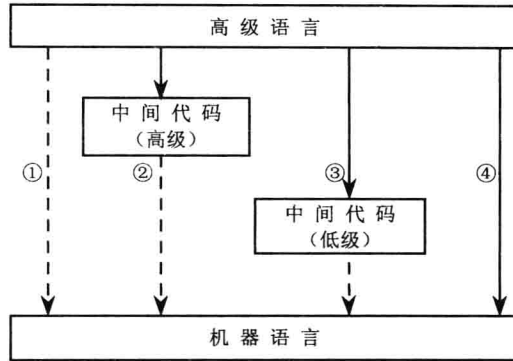 高级语言
中间代码
(高级)
① ② ③ ④
中间代码
(低级)
机器语言